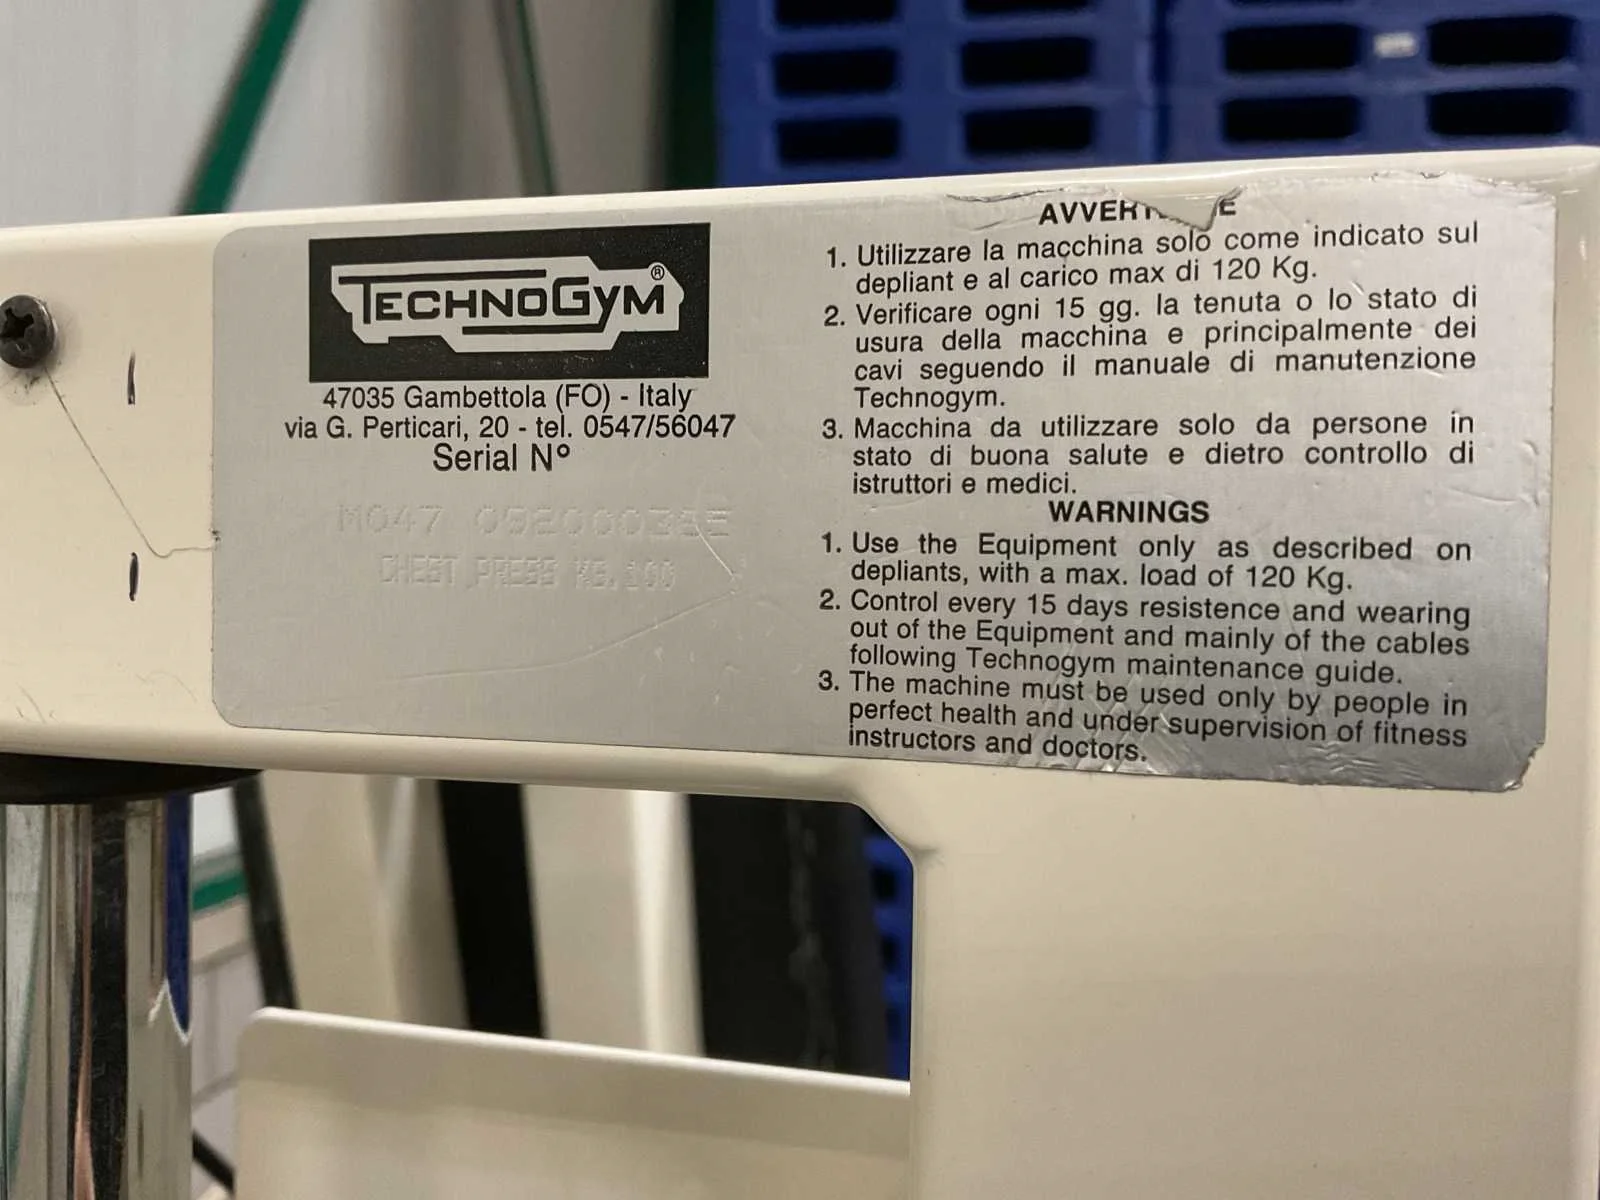 TECHNOGYM®
47035 Gambettola (FO) - Italy
via G. Perticari, 20 - tel. 0547/56047
Serial N°
M047
CHEST PRESS KG.100
1. Utilizzare la macchina solo come indicato sul
depliant e al carico max di 120 Kg.
2. Verificare ogni 15 gg. la tenuta o lo stato di
usura della macchina e principalmente dei
cavi seguendo il manuale di manutenzione
Technogym.
3. Macchina da utilizzare solo da persone in
stato di buona salute e dietro controllo di
istruttori e medici.
WARNINGS
1. Use the Equipment only as described on
depliants, with a max. load of 120 Kg.
2. Control every 15 days resistence and wearing
out of the Equipment and mainly of the cables
following Technogym maintenance guide.
3. The machine must be used only by people in
perfect health and under supervision of fitness
instructors and doctors.